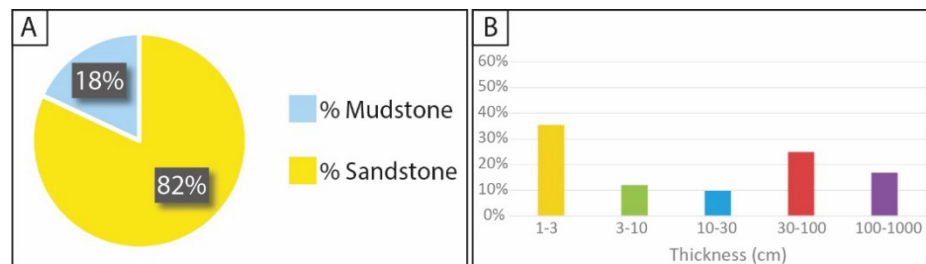 A
18%
82%
% Mudstone
% Sandstone
B
60%
50%
40%
30%
20%
10%
0%
1-3 3-10 10-30 30-100 100-1000
Thickness (cm)